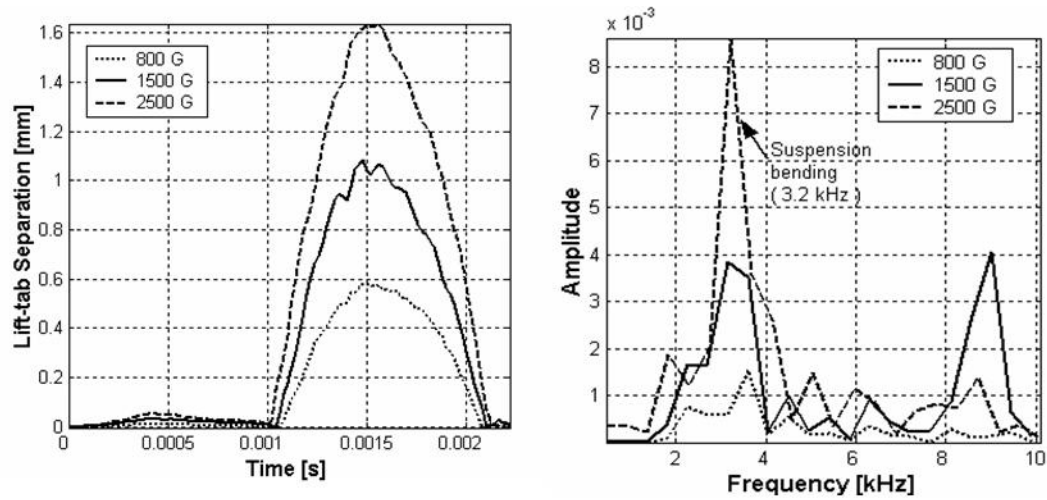 1.6
1.4
1.2
1
0.8
0.6
0.4
0.2
0
Lift-tab Separation [mm]
800 G
1500 G
2500 G
0
0.0005
0.001
0.0015
0.002
Time [s]
x 10⁻³
8
7
6
5
4
3
2
1
Amplitude
800 G
1500 G
2500 G
Suspension
bending
( 3.2 kHz )
2
4
6
8
10
Frequency [kHz]